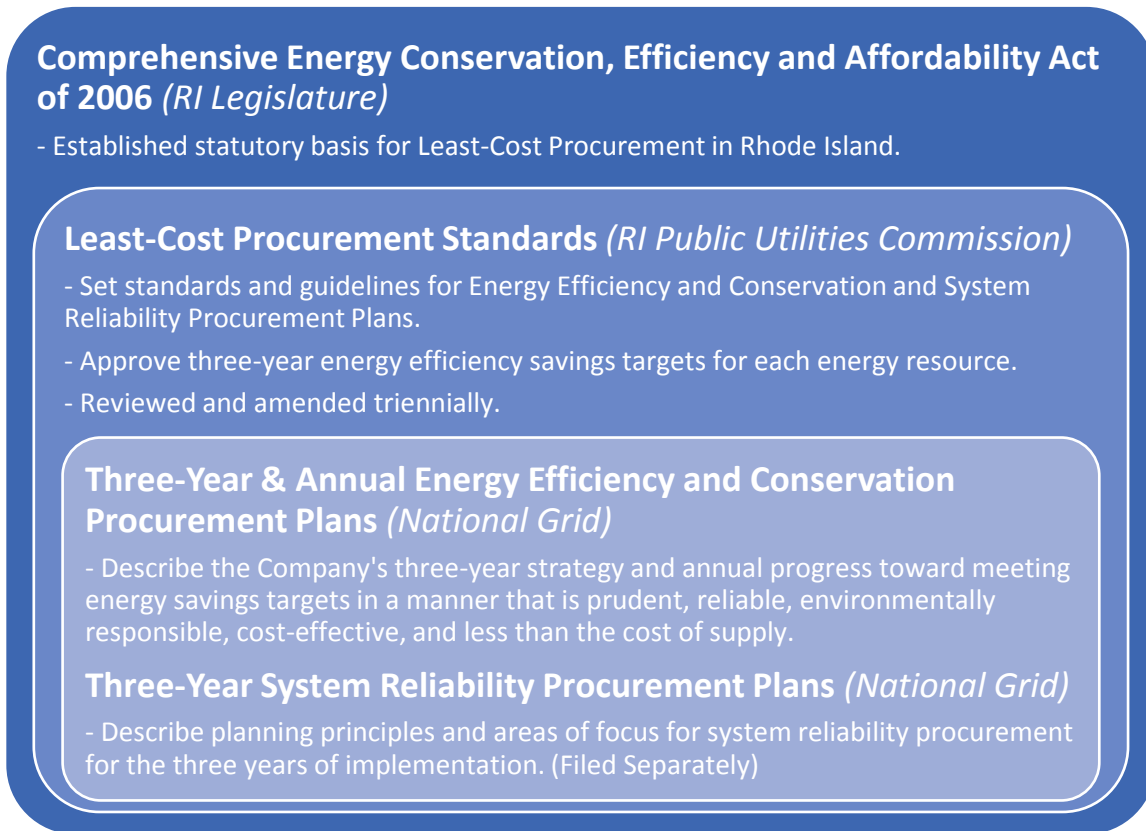 Comprehensive Energy Conservation, Efficiency and Affordability Act
of 2006 (RI Legislature)
- Established statutory basis for Least-Cost Procurement in Rhode Island.
Least-Cost Procurement Standards (RI Public Utilities Commission)
- Set standards and guidelines for Energy Efficiency and Conservation and System
Reliability Procurement Plans.
- Approve three-year energy efficiency savings targets for each energy resource.
- Reviewed and amended triennially.
Three-Year & Annual Energy Efficiency and Conservation
Procurement Plans (National Grid)
- Describe the Company's three-year strategy and annual progress toward meeting
energy savings targets in a manner that is prudent, reliable, environmentally
responsible, cost-effective, and less than the cost of supply.
Three-Year System Reliability Procurement Plans (National Grid)
- Describe planning principles and areas of focus for system reliability procurement
for the three years of implementation. (Filed Separately)